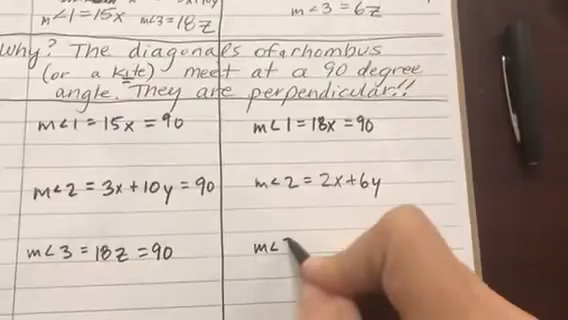 m<1 = 15x m<3 = 18z
m<3 = 6z
Why? The diagonals of a rhombus
(or a kite) meet at a 90 degree
angle. They are perpendicular!!
m<1 = 15x = 90
m<1 = 18x = 90
m<2 = 3x + 10y = 90
m<2 = 2x + 6y
m<3 = 18z = 90
m<